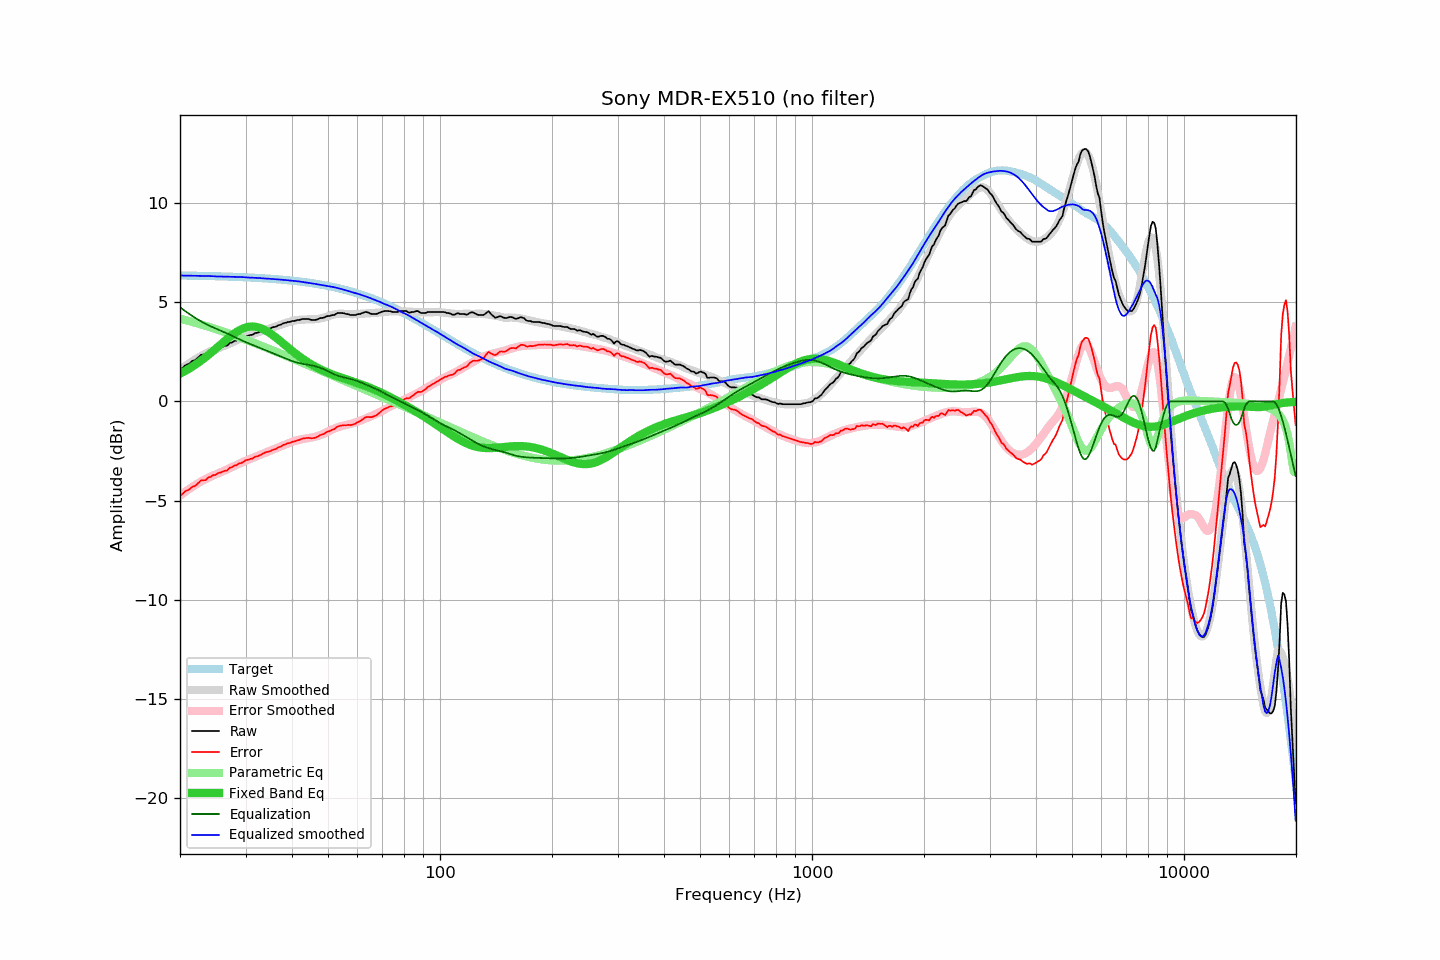 Sony MDR-EX510 (no filter)
Amplitude (dBr)
10
5
0
−5
−10
−15
−20
Target
Raw Smoothed
Error Smoothed
Raw
Error
Parametric Eq
Fixed Band Eq
Equalization
Equalized smoothed
100
1000
10000
Frequency (Hz)